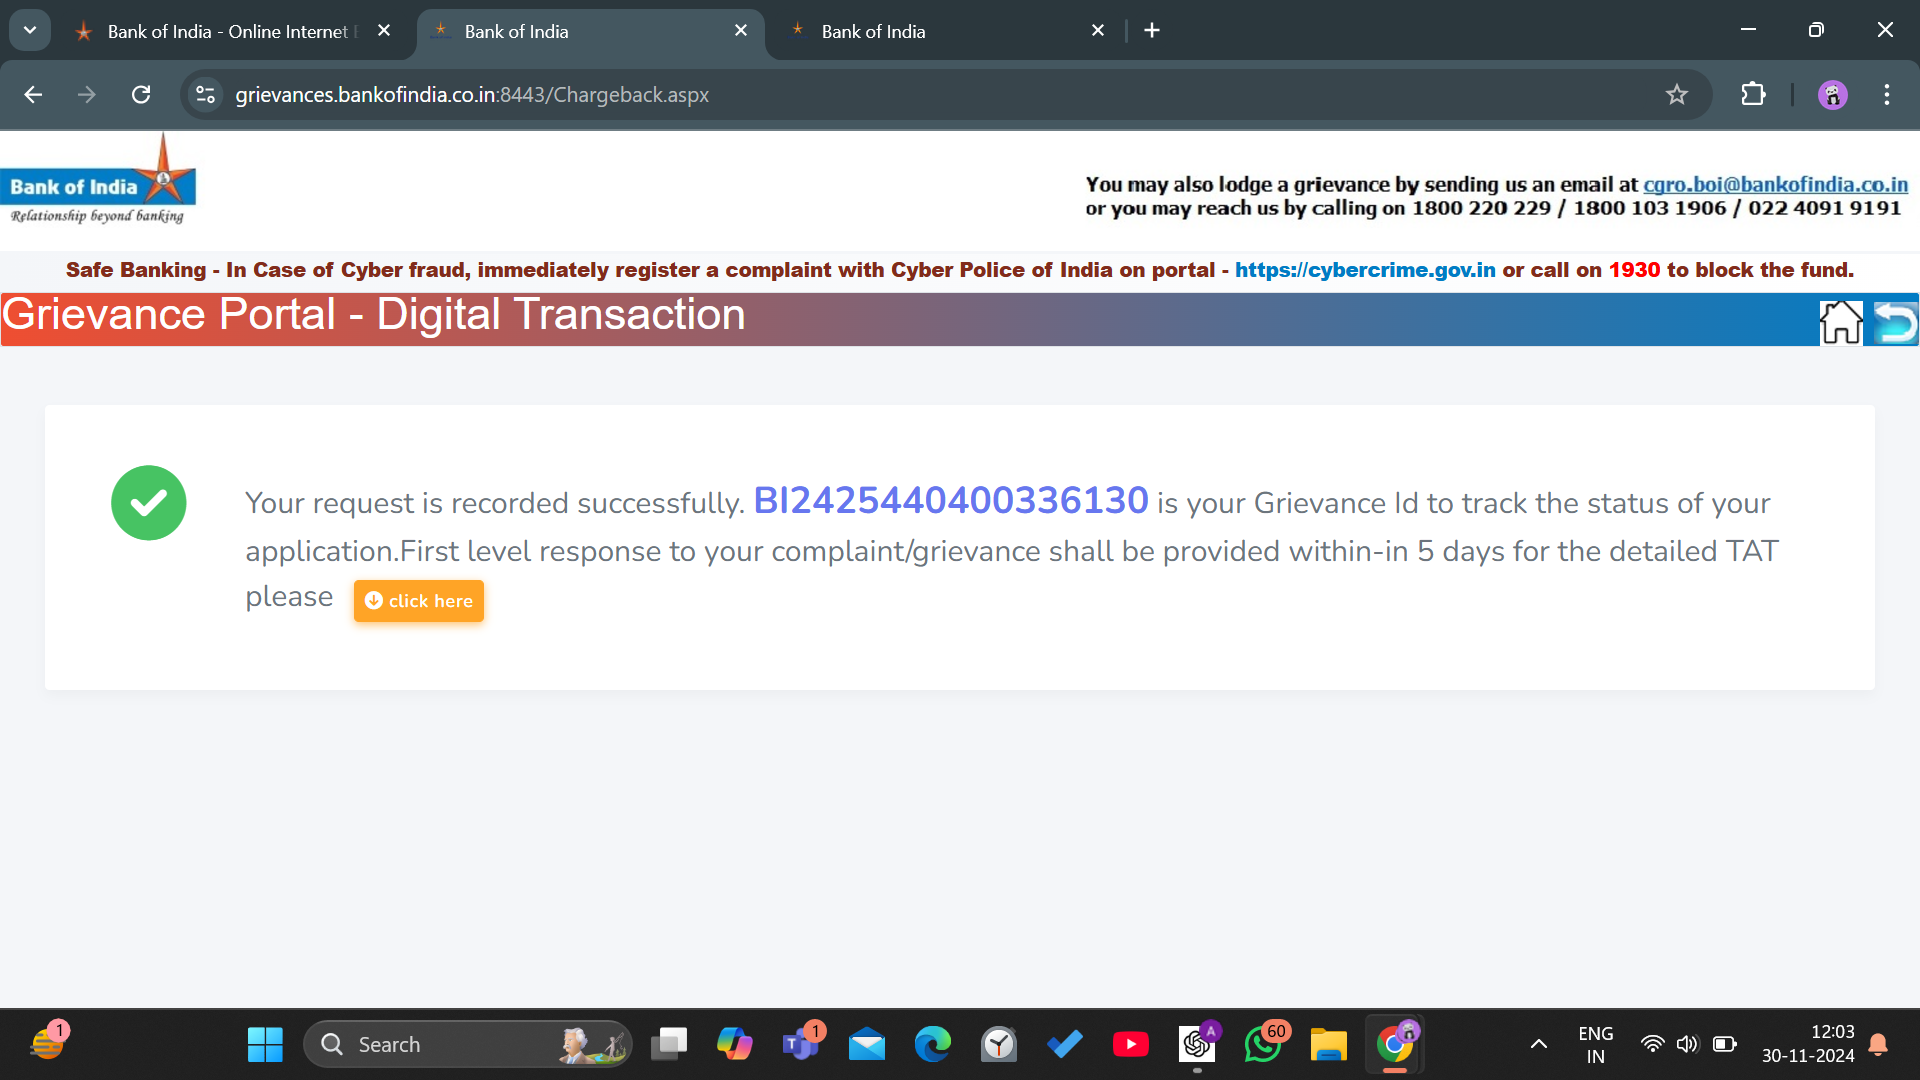 Bank of India - Online Internet
Bank of India
Bank of India
grievances.bankofindia.co.in:8443/Chargeback.aspx
Bank of India
Relationship beyond banking
You may also lodge a grievance by sending us an email at cgro.boi@bankofindia.co.in
or you may reach us by calling on 1800 220 229 / 1800 103 1906 / 022 4091 9191
Safe Banking - In Case of Cyber fraud, immediately register a complaint with Cyber Police of India on portal - https://cybercrime.gov.in or call on 1930 to block the fund.
Grievance Portal - Digital Transaction
Your request is recorded successfully. BI2425440400336130 is your Grievance Id to track the status of your
application.First level response to your complaint/grievance shall be provided within-in 5 days for the detailed TAT
please click here
1
Search
T
1
A
60
ENG
IN
12:03
30-11-2024